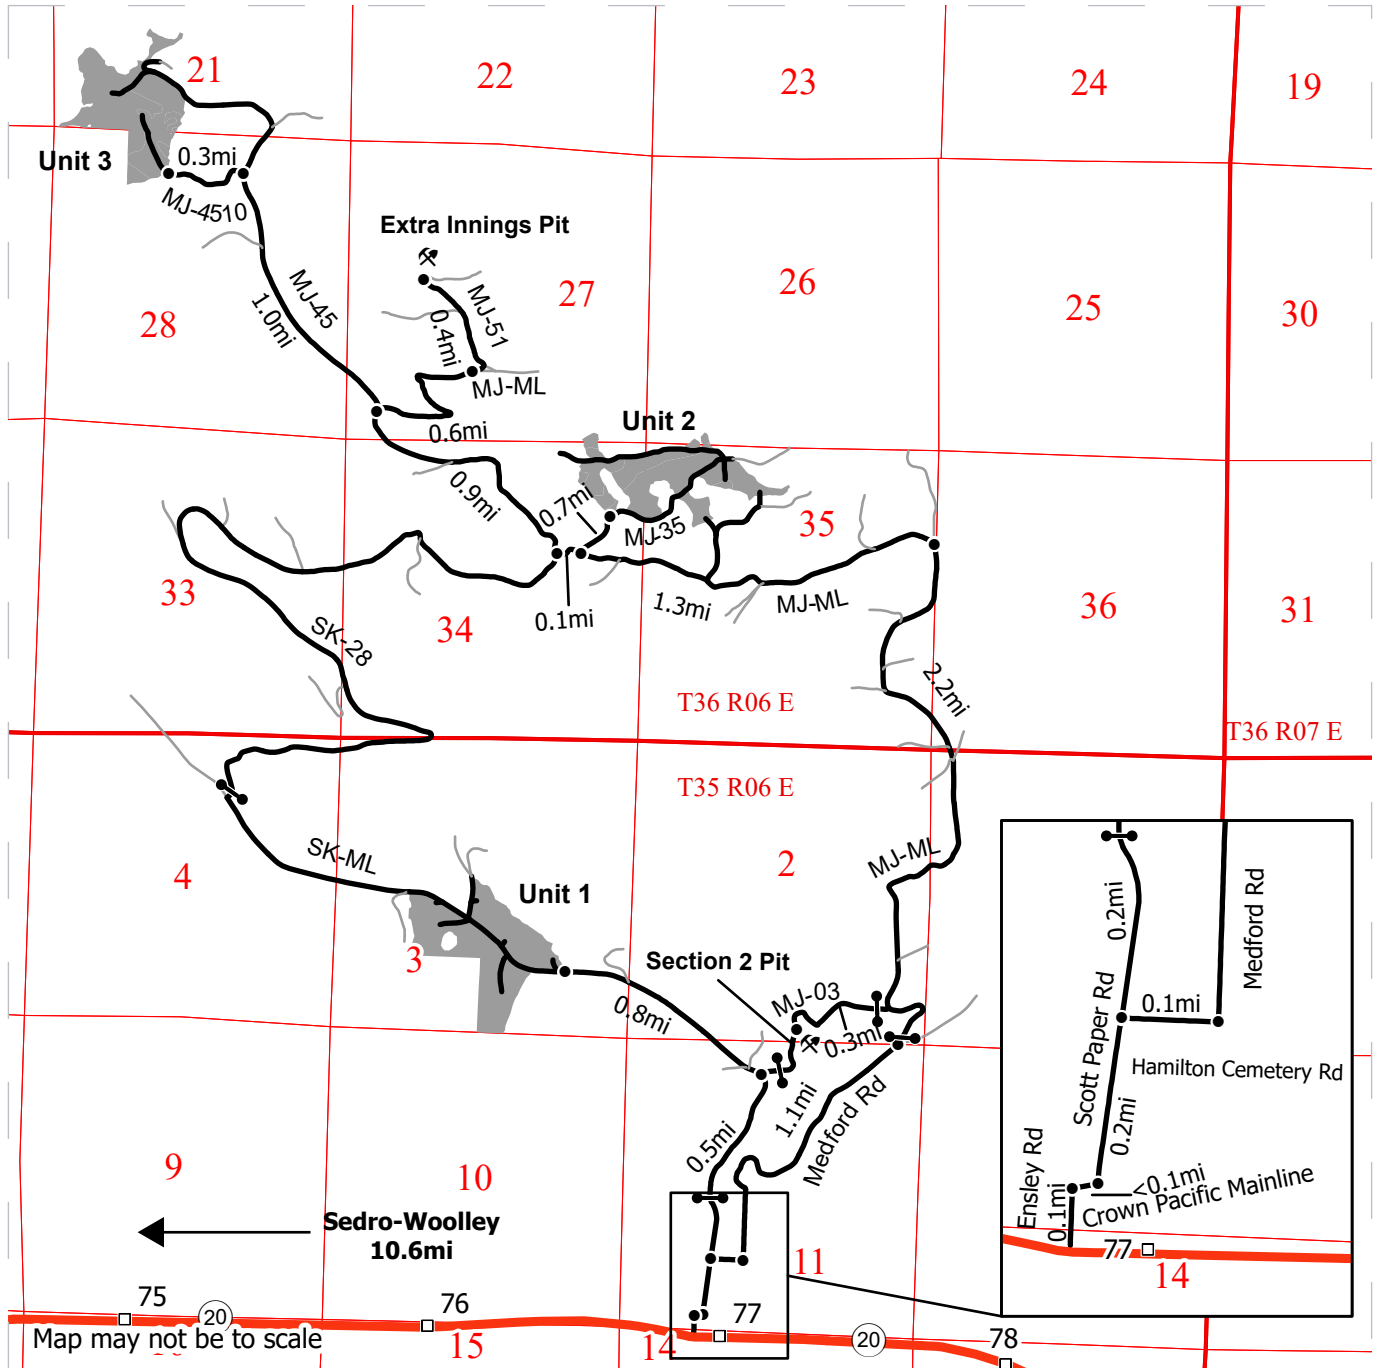 21
22
23
24
19
Unit 3
0.3mi
MJ-4510
Extra Innings Pit
MJ-45
1.0mi
MJ-51
0.4mi
MJ-ML
27
26
25
30
28
0.6mi
Unit 2
0.9mi
0.7mi
MJ-35
35
33
34
0.1mi
1.3mi
MJ-ML
36
31
SK-28
2.2mi
T36 R06 E
T36 R07 E
T35 R06 E
4
SK-ML
Unit 1
2
MJ-ML
3
Section 2 Pit
MJ-03
0.8mi
0.3mi
1.1mi
Medford Rd
0.5mi
9
10
11
Sedro-Woolley
10.6mi
75
20
76
77
20
78
Map may not be to scale
15
14
0.2mi
Medford Rd
Scott Paper Rd
0.1mi
Hamilton Cemetery Rd
0.2mi
Ensley Rd
0.1mi
<0.1mi
Crown Pacific Mainline
77
14